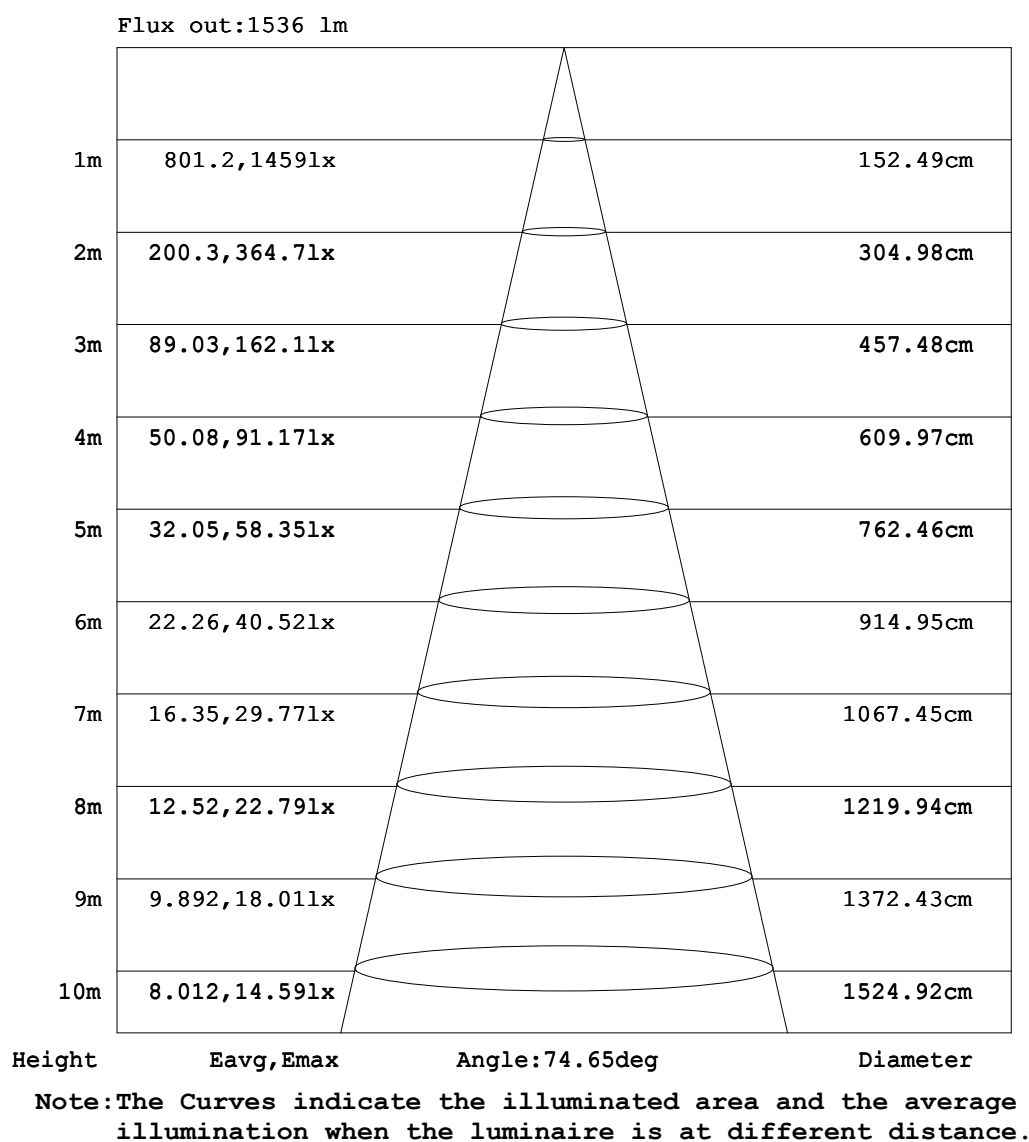 Flux out:1536 lm
1m 801.2,1459lx 152.49cm
2m 200.3,364.7lx 304.98cm
3m 89.03,162.1lx 457.48cm
4m 50.08,91.17lx 609.97cm
5m 32.05,58.35lx 762.46cm
6m 22.26,40.52lx 914.95cm
7m 16.35,29.77lx 1067.45cm
8m 12.52,22.79lx 1219.94cm
9m 9.892,18.01lx 1372.43cm
10m 8.012,14.59lx 1524.92cm
Height Eavg,Emax Angle:74.65deg Diameter
Note:The Curves indicate the illuminated area and the average
illumination when the luminaire is at different distance.